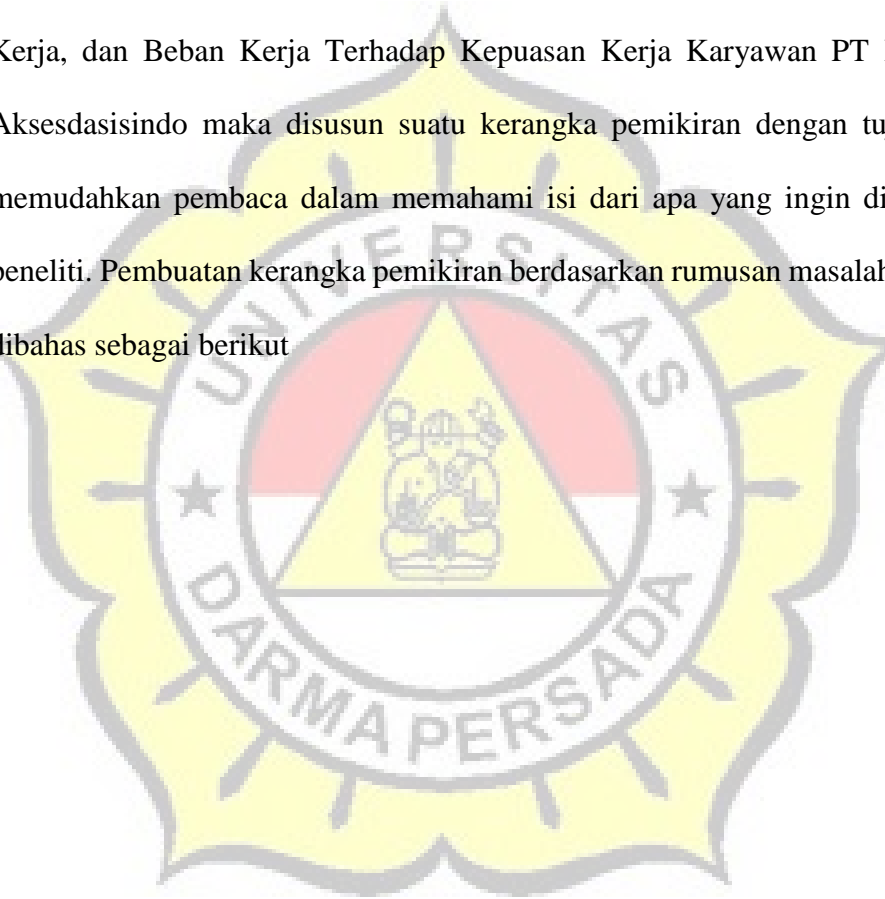 Kerja, dan Beban Kerja Terhadap Kepuasan Kerja Karyawan PT
Aksesdasisindo maka disusun suatu kerangka pemikiran dengan
memudahkan pembaca dalam memahami isi dari apa yang ingin
peneliti. Pembuatan kerangka pemikiran berdasarkan rumusan masalah
dibahas sebagai berikut
UNIVERSITAS
DARMA PERSADA